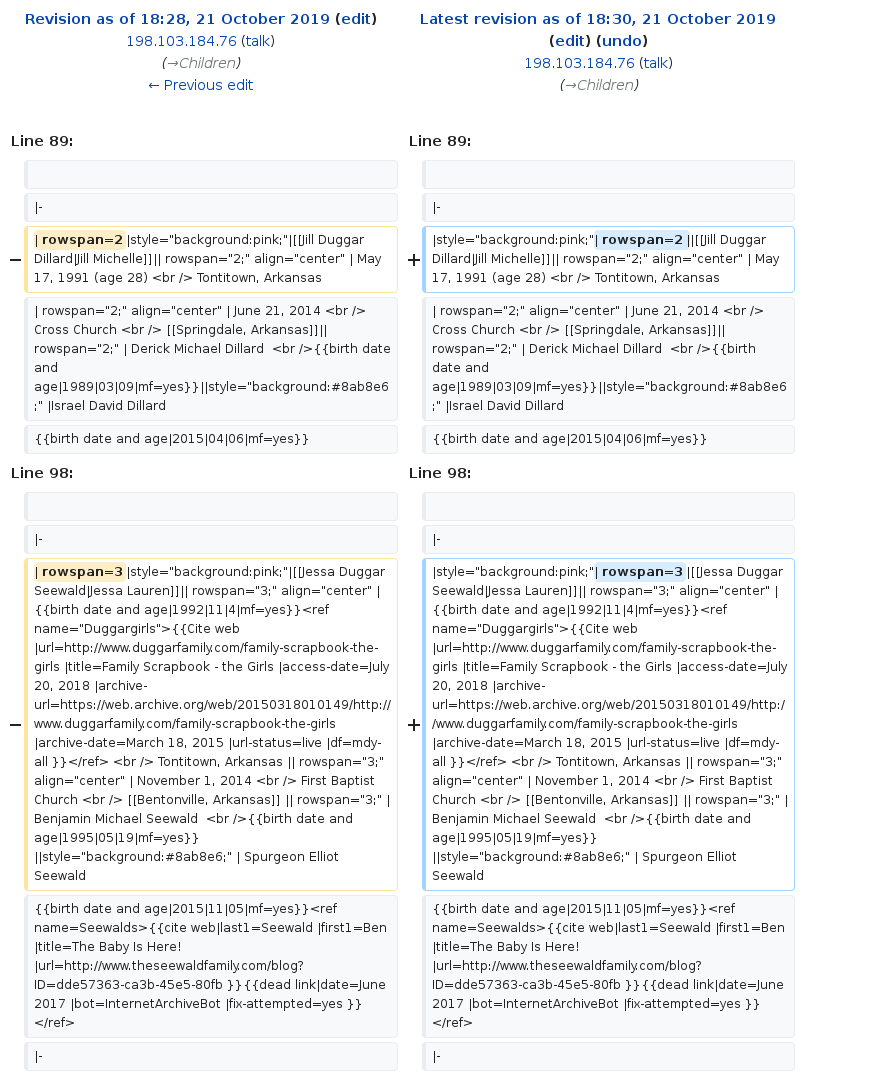 Revision as of 18:28, 21 October 2019 (edit)
198.103.184.76 (talk)
(→Children)
← Previous edit
Latest revision as of 18:30, 21 October 2019
(edit) (undo)
198.103.184.76 (talk)
(→Children)
Line 89:
Line 89:
|-
|-
−
| rowspan=2 |style="background:pink;"|[[Jill Duggar
Dillard|Jill Michelle]]|| rowspan="2;" align="center" | May
17, 1991 (age 28) <br /> Tontitown, Arkansas
+
|style="background:pink;"| rowspan=2 |[[Jill Duggar
Dillard|Jill Michelle]]|| rowspan="2;" align="center" | May
17, 1991 (age 28) <br /> Tontitown, Arkansas
| rowspan="2;" align="center" | June 21, 2014 <br />
Cross Church <br /> [[Springdale, Arkansas]]||
rowspan="2;" | Derick Michael Dillard  <br />{{birth date
and
age|1989|03|09|mf=yes}}||style="background:#8ab8e6
;" |Israel David Dillard
| rowspan="2;" align="center" | June 21, 2014 <br />
Cross Church <br /> [[Springdale, Arkansas]]||
rowspan="2;" | Derick Michael Dillard  <br />{{birth
date and
age|1989|03|09|mf=yes}}||style="background:#8ab8e6
;" |Israel David Dillard
{{birth date and age|2015|04|06|mf=yes}}
{{birth date and age|2015|04|06|mf=yes}}
Line 98:
Line 98:
|-
|-
−
| rowspan=3 |style="background:pink;"|[[Jessa Duggar
Seewald|Jessa Lauren]]|| rowspan="3;" align="center" |
{{birth date and age|1992|11|4|mf=yes}}<ref
name="Duggargirls">{{Cite web
|url=http://www.duggarfamily.com/family-scrapbook-the-
girls |title=Family Scrapbook - the Girls |access-date=July
20, 2018 |archive-
url=https://web.archive.org/web/20150318010149/http://
www.duggarfamily.com/family-scrapbook-the-girls
|archive-date=March 18, 2015 |url-status=live |df=mdy-
all }}</ref> <br /> Tontitown, Arkansas || rowspan="3;"
align="center" | November 1, 2014 <br /> First Baptist
Church <br /> [[Bentonville, Arkansas]] || rowspan="3;" |
Benjamin Michael Seewald  <br />{{birth date and
age|1995|05|19|mf=yes}}
||style="background:#8ab8e6;" | Spurgeon Elliot
Seewald
+
|style="background:pink;"| rowspan=3 |[[Jessa Duggar
Seewald|Jessa Lauren]]|| rowspan="3;" align="center" |
{{birth date and age|1992|11|4|mf=yes}}<ref
name="Duggargirls">{{Cite web
|url=http://www.duggarfamily.com/family-scrapbook-the-
girls |title=Family Scrapbook - the Girls |access-date=July
20, 2018 |archive-
url=https://web.archive.org/web/20150318010149/http:/
/www.duggarfamily.com/family-scrapbook-the-girls
|archive-date=March 18, 2015 |url-status=live |df=mdy-
all }}</ref> <br /> Tontitown, Arkansas || rowspan="3;"
align="center" | November 1, 2014 <br /> First Baptist
Church <br /> [[Bentonville, Arkansas]] || rowspan="3;" |
Benjamin Michael Seewald  <br />{{birth date and
age|1995|05|19|mf=yes}}
||style="background:#8ab8e6;" | Spurgeon Elliot
Seewald
{{birth date and age|2015|11|05|mf=yes}}<ref
name=Seewalds>{{cite web|last1=Seewald |first1=Ben
|title=The Baby Is Here!
|url=http://www.theseewaldfamily.com/blog?
ID=dde57363-ca3b-45e5-80fb }}{{dead link|date=June
2017 |bot=InternetArchiveBot |fix-attempted=yes }}
</ref>
{{birth date and age|2015|11|05|mf=yes}}<ref
name=Seewalds>{{cite web|last1=Seewald |first1=Ben
|title=The Baby Is Here!
|url=http://www.theseewaldfamily.com/blog?
ID=dde57363-ca3b-45e5-80fb }}{{dead link|date=June
2017 |bot=InternetArchiveBot |fix-attempted=yes }}
</ref>
|-
|-